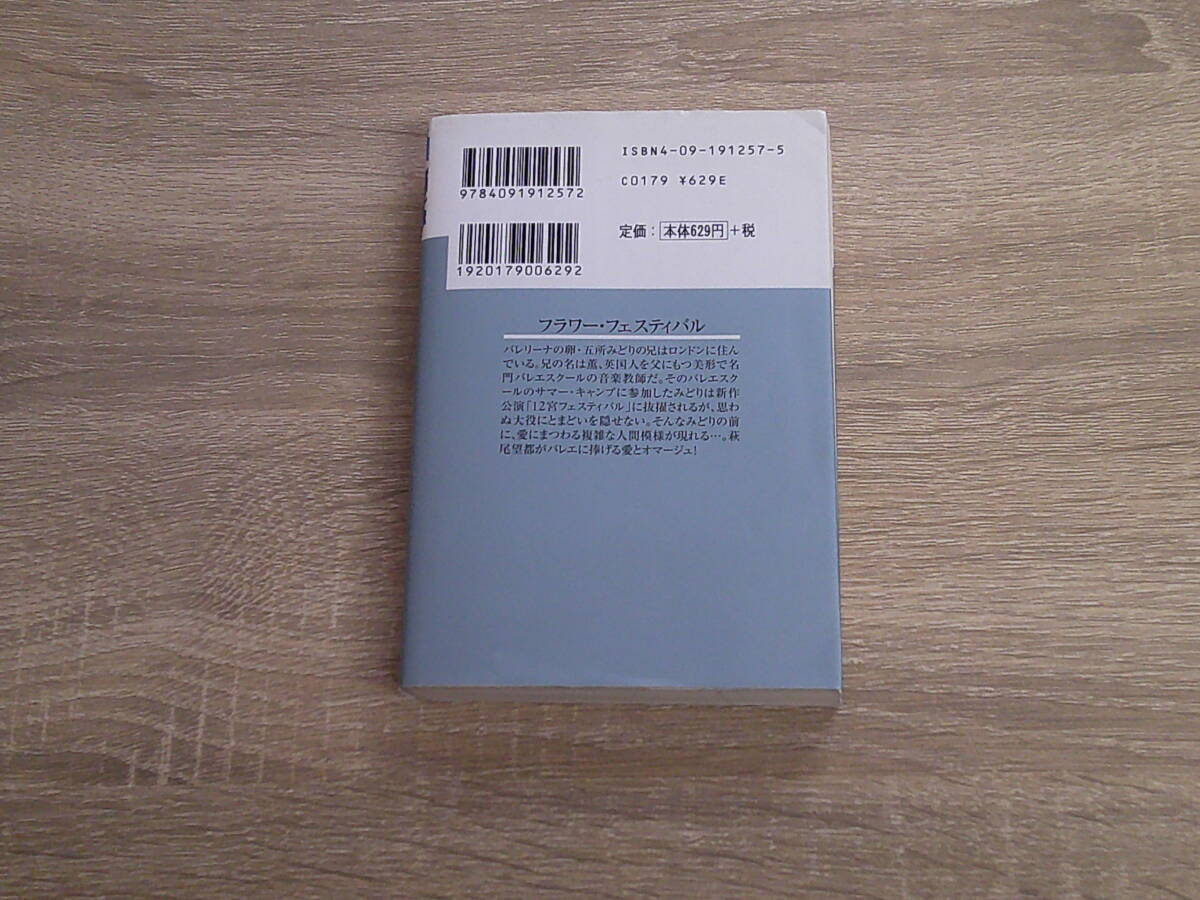 9784091912572
ISBN4-09-191257-5
C0179 ¥629E
1920179006292
定価：本体629円+税
フラワー・フェスティバル
バレリーナの卵・五所みどりの兄はロンドンに住ん
でいる。兄の名は薫、英国人を父にもつ美形で名
門バレエスクールの音楽教師だ。そのバレエスク
ールのサマー・キャンプに参加したみどりは新作
公演「12宮フェスティバル」に抜擢されるが、思わ
ぬ大役にとまどいを隠せない。そんなみどりの前
に、愛にまつわる複雑な人間模様が現れる…。萩
尾望都がバレエに捧げる愛とオマージュ!